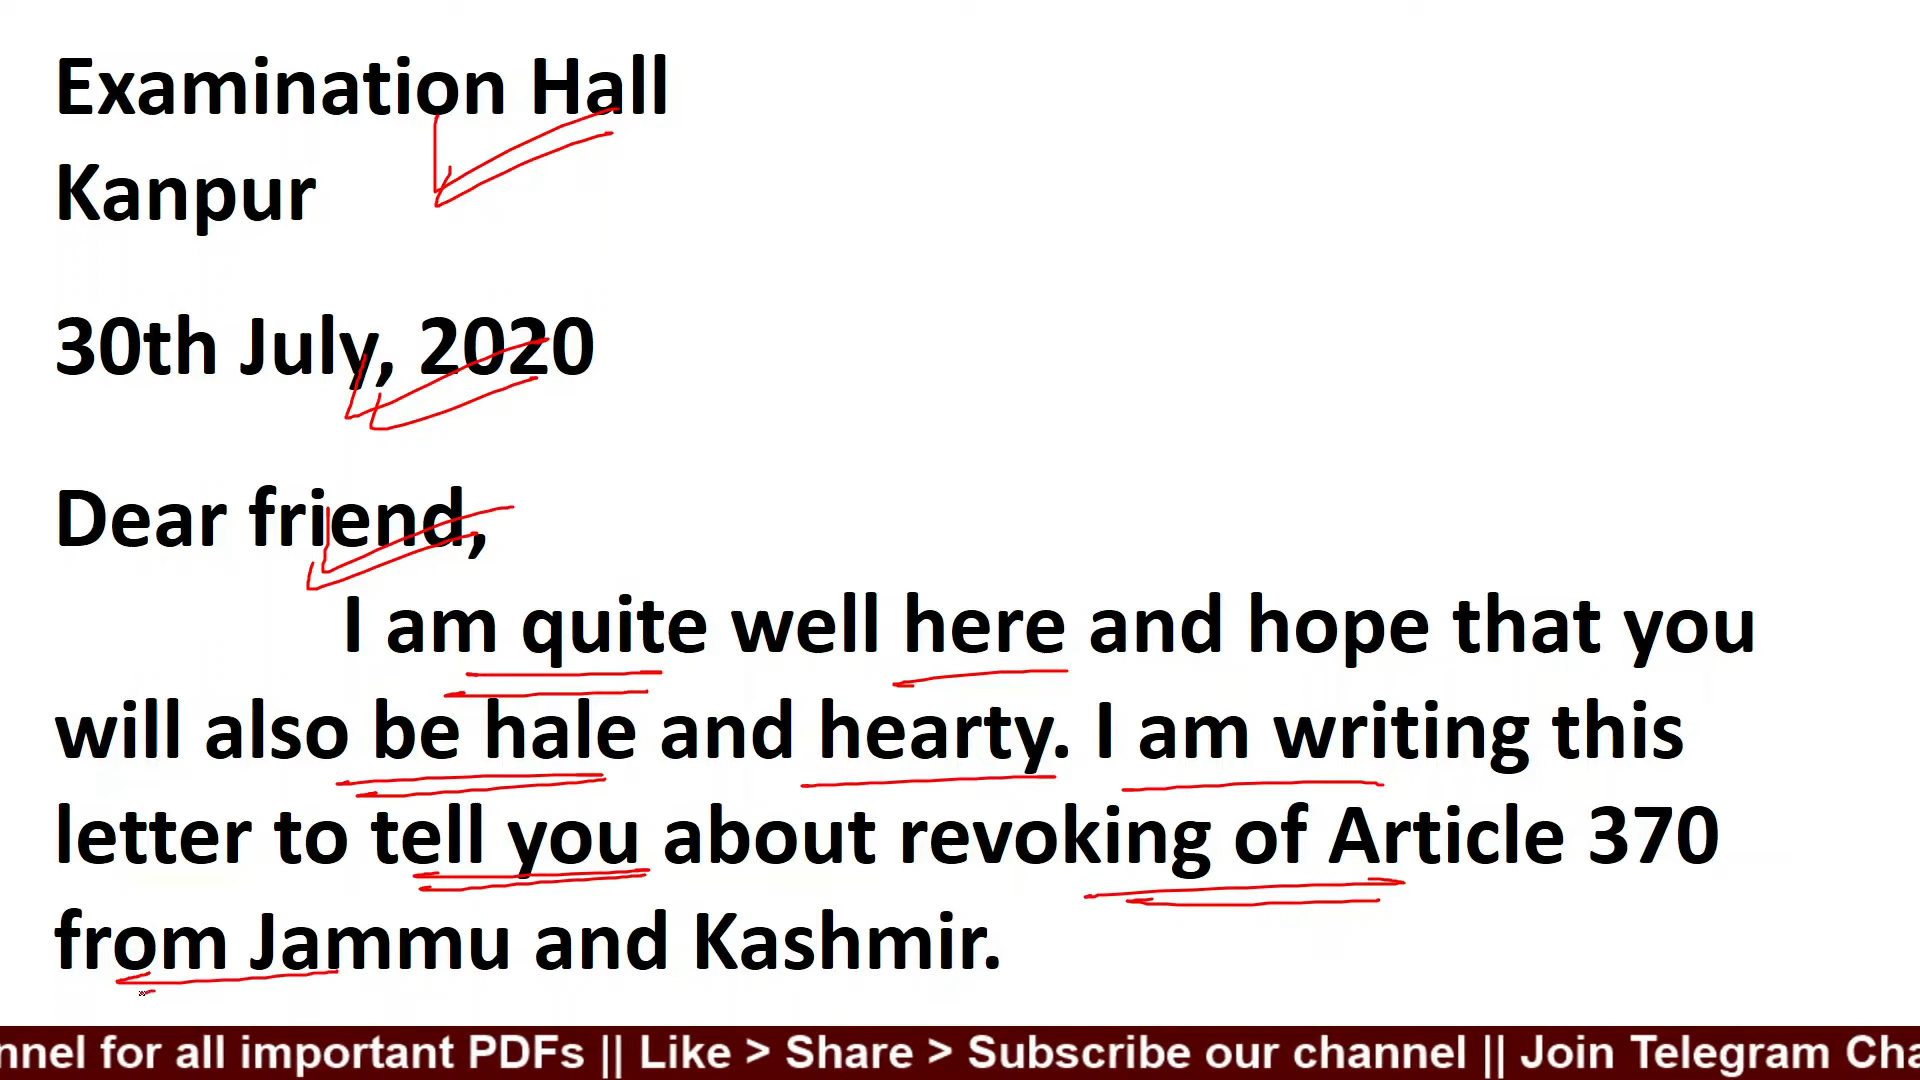 Examination Hall
Kanpur
30th July, 2020
Dear friend,
I am quite well here and hope that you
will also be hale and hearty. I am writing this
letter to tell you about revoking of Article 370
from Jammu and Kashmir.
nnel for all important PDFs || Like > Share > Subscribe our channel || Join Telegram Cha